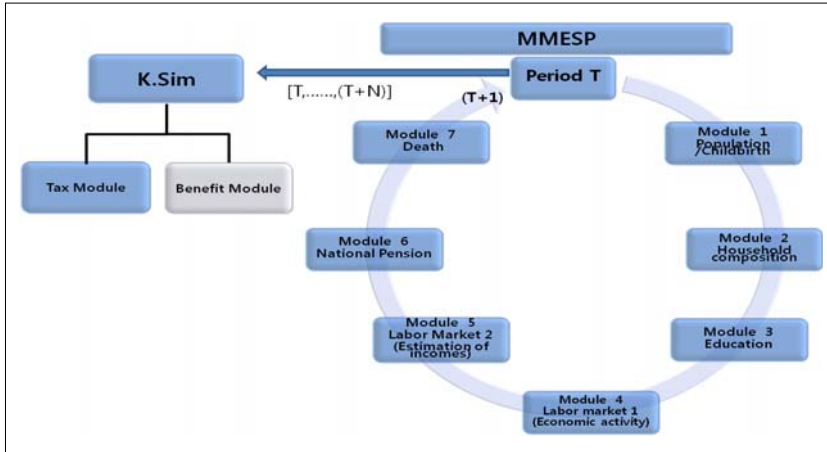 MMESP
K.Sim
Period T
[T,......,(T+N)]
(T+1)
Tax Module
Benefit Module
Module 1
Population
/Childbirth
Module 2
Household
composition
Module 3
Education
Module 4
Labor market 1
(Economic activity)
Module 5
Labor Market 2
(Estimation of
incomes)
Module 6
National Pension
Module 7
Death